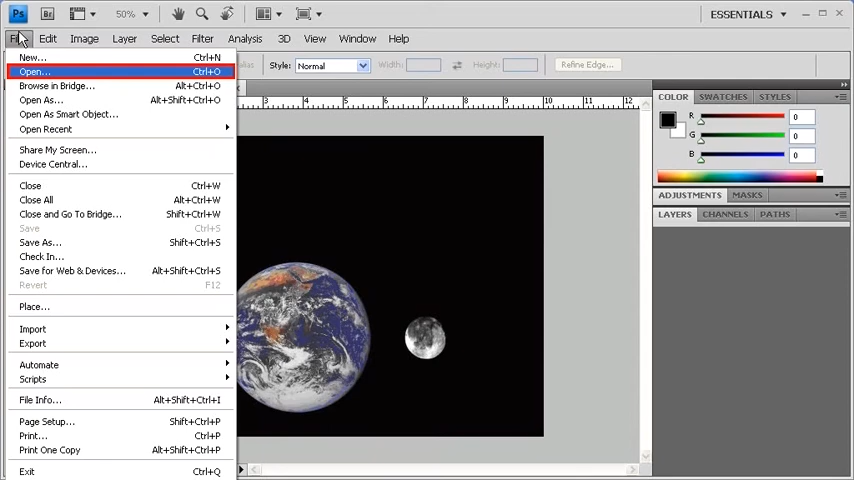 Ps Br 50% ESSENTIALS
File Edit Image Layer Select Filter Analysis 3D View Window Help
Style: Normal Width: Height: Refine Edge...
New... Ctrl+N
Open... Ctrl+O
Browse in Bridge... Alt+Ctrl+O
Open As... Alt+Shift+Ctrl+O
Open As Smart Object...
Open Recent
Share My Screen...
Device Central...
Close Ctrl+W
Close All Alt+Ctrl+W
Close and Go To Bridge... Shift+Ctrl+W
Save Ctrl+S
Save As... Shift+Ctrl+S
Check In...
Save for Web & Devices... Alt+Shift+Ctrl+S
Revert F12
Place...
Import
Export
Automate
Scripts
File Info... Alt+Shift+Ctrl+I
Page Setup... Shift+Ctrl+P
Print... Ctrl+P
Print One Copy Alt+Shift+Ctrl+P
Exit Ctrl+Q
3 4 5 6 7 8 9 10 11 12
COLOR SWATCHES STYLES
R 0
G 0
B 0
ADJUSTMENTS MASKS
LAYERS CHANNELS PATHS